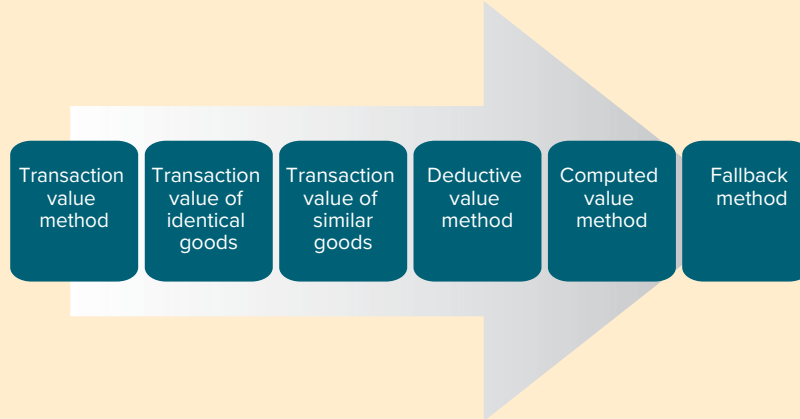 Transaction
value
method
Transaction
value of
identical
goods
Transaction
value of
similar
goods
Deductive
value
method
Computed
value
method
Fallback
method